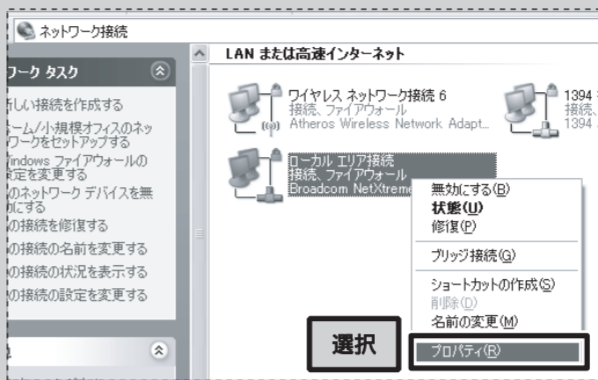 ネットワーク接続
ワーク タスク
新しい接続を作成する
ホーム/小規模オフィスのネッ
トワークをセットアップする
Windows ファイアウォールの
設定を変更する
このネットワーク デバイスを無
効にする
の接続を修復する
の接続の名前を変更する
の接続の状況を表示する
の接続の設定を変更する
LAN または高速インターネット
ワイヤレス ネットワーク接続 6
接続、ファイアウォール
Atheros Wireless Network Adapt...
1394
接続、
1394
ローカル エリア接続
接続、ファイアウォール
Broadcom NetXtreme
無効にする(B)
状態(U)
修復(P)
ブリッジ接続(G)
ショートカットの作成(S)
削除(D)
名前の変更(M)
プロパティ(R)
選択